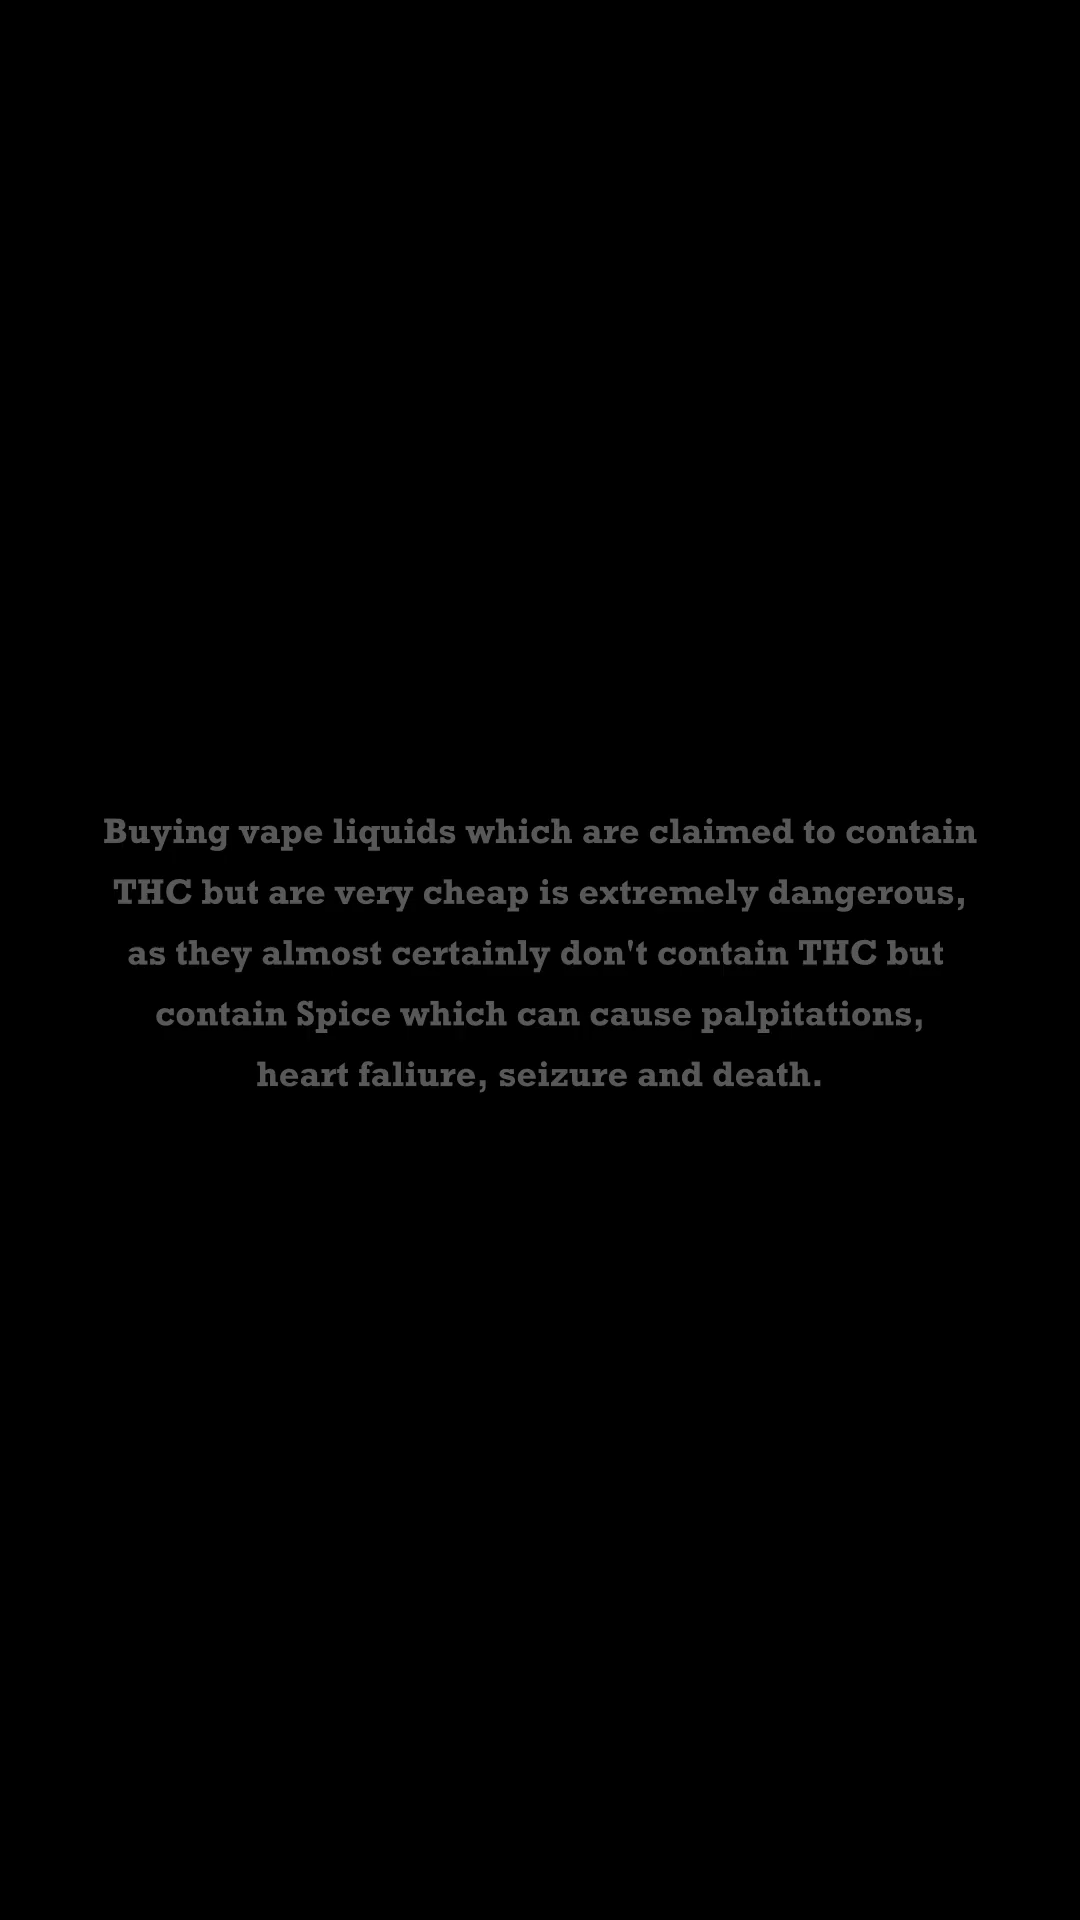 Buying vape liquids which are claimed to contain
THC but are very cheap is extremely dangerous,
as they almost certainly don't contain THC but
contain Spice which can cause palpitations,
heart faliure, seizure and death.